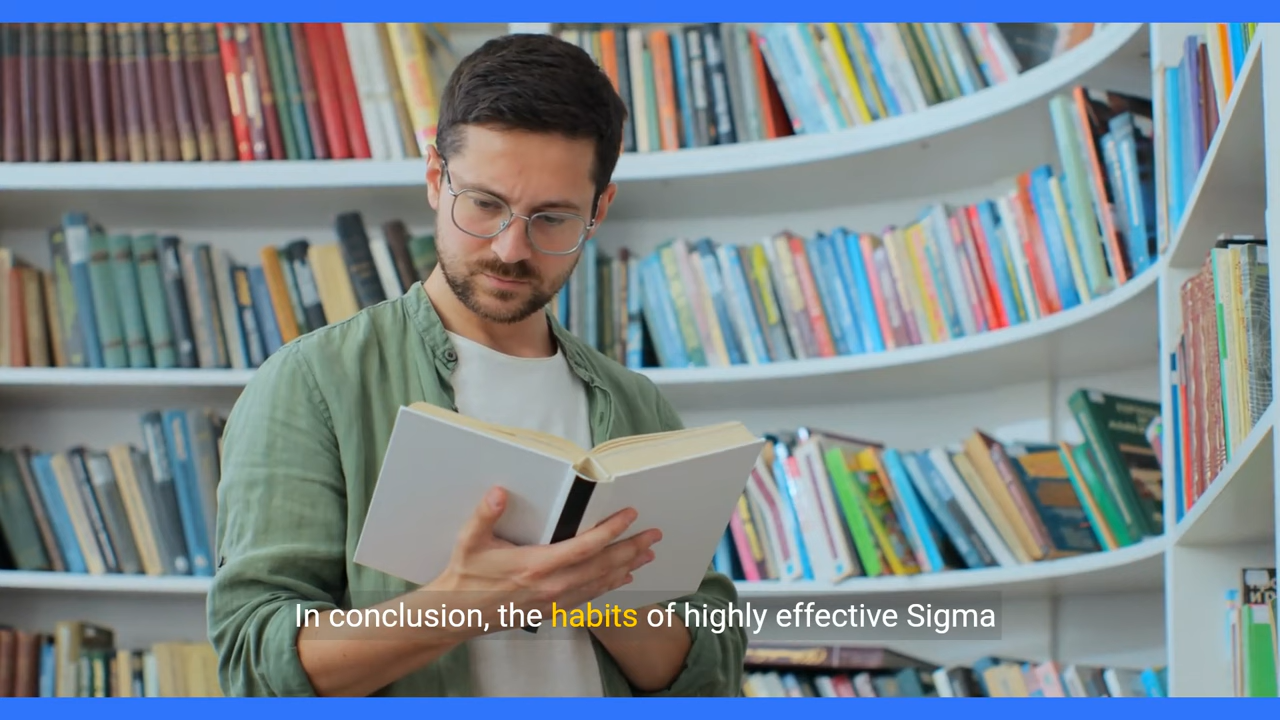 In conclusion, the habits of highly effective Sigma